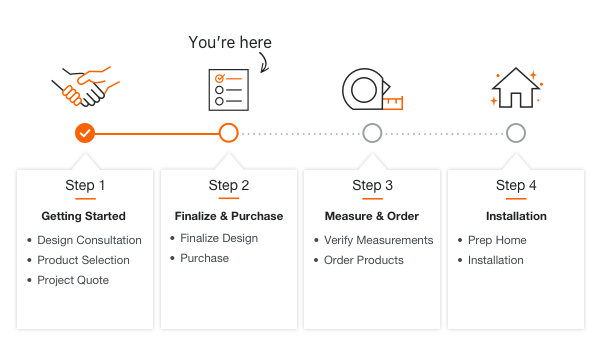 You're here
Step 1
Getting Started
• Design Consultation
• Product Selection
• Project Quote
Step 2
Finalize & Purchase
• Finalize Design
• Purchase
Step 3
Measure & Order
• Verify Measurements
• Order Products
Step 4
Installation
• Prep Home
• Installation